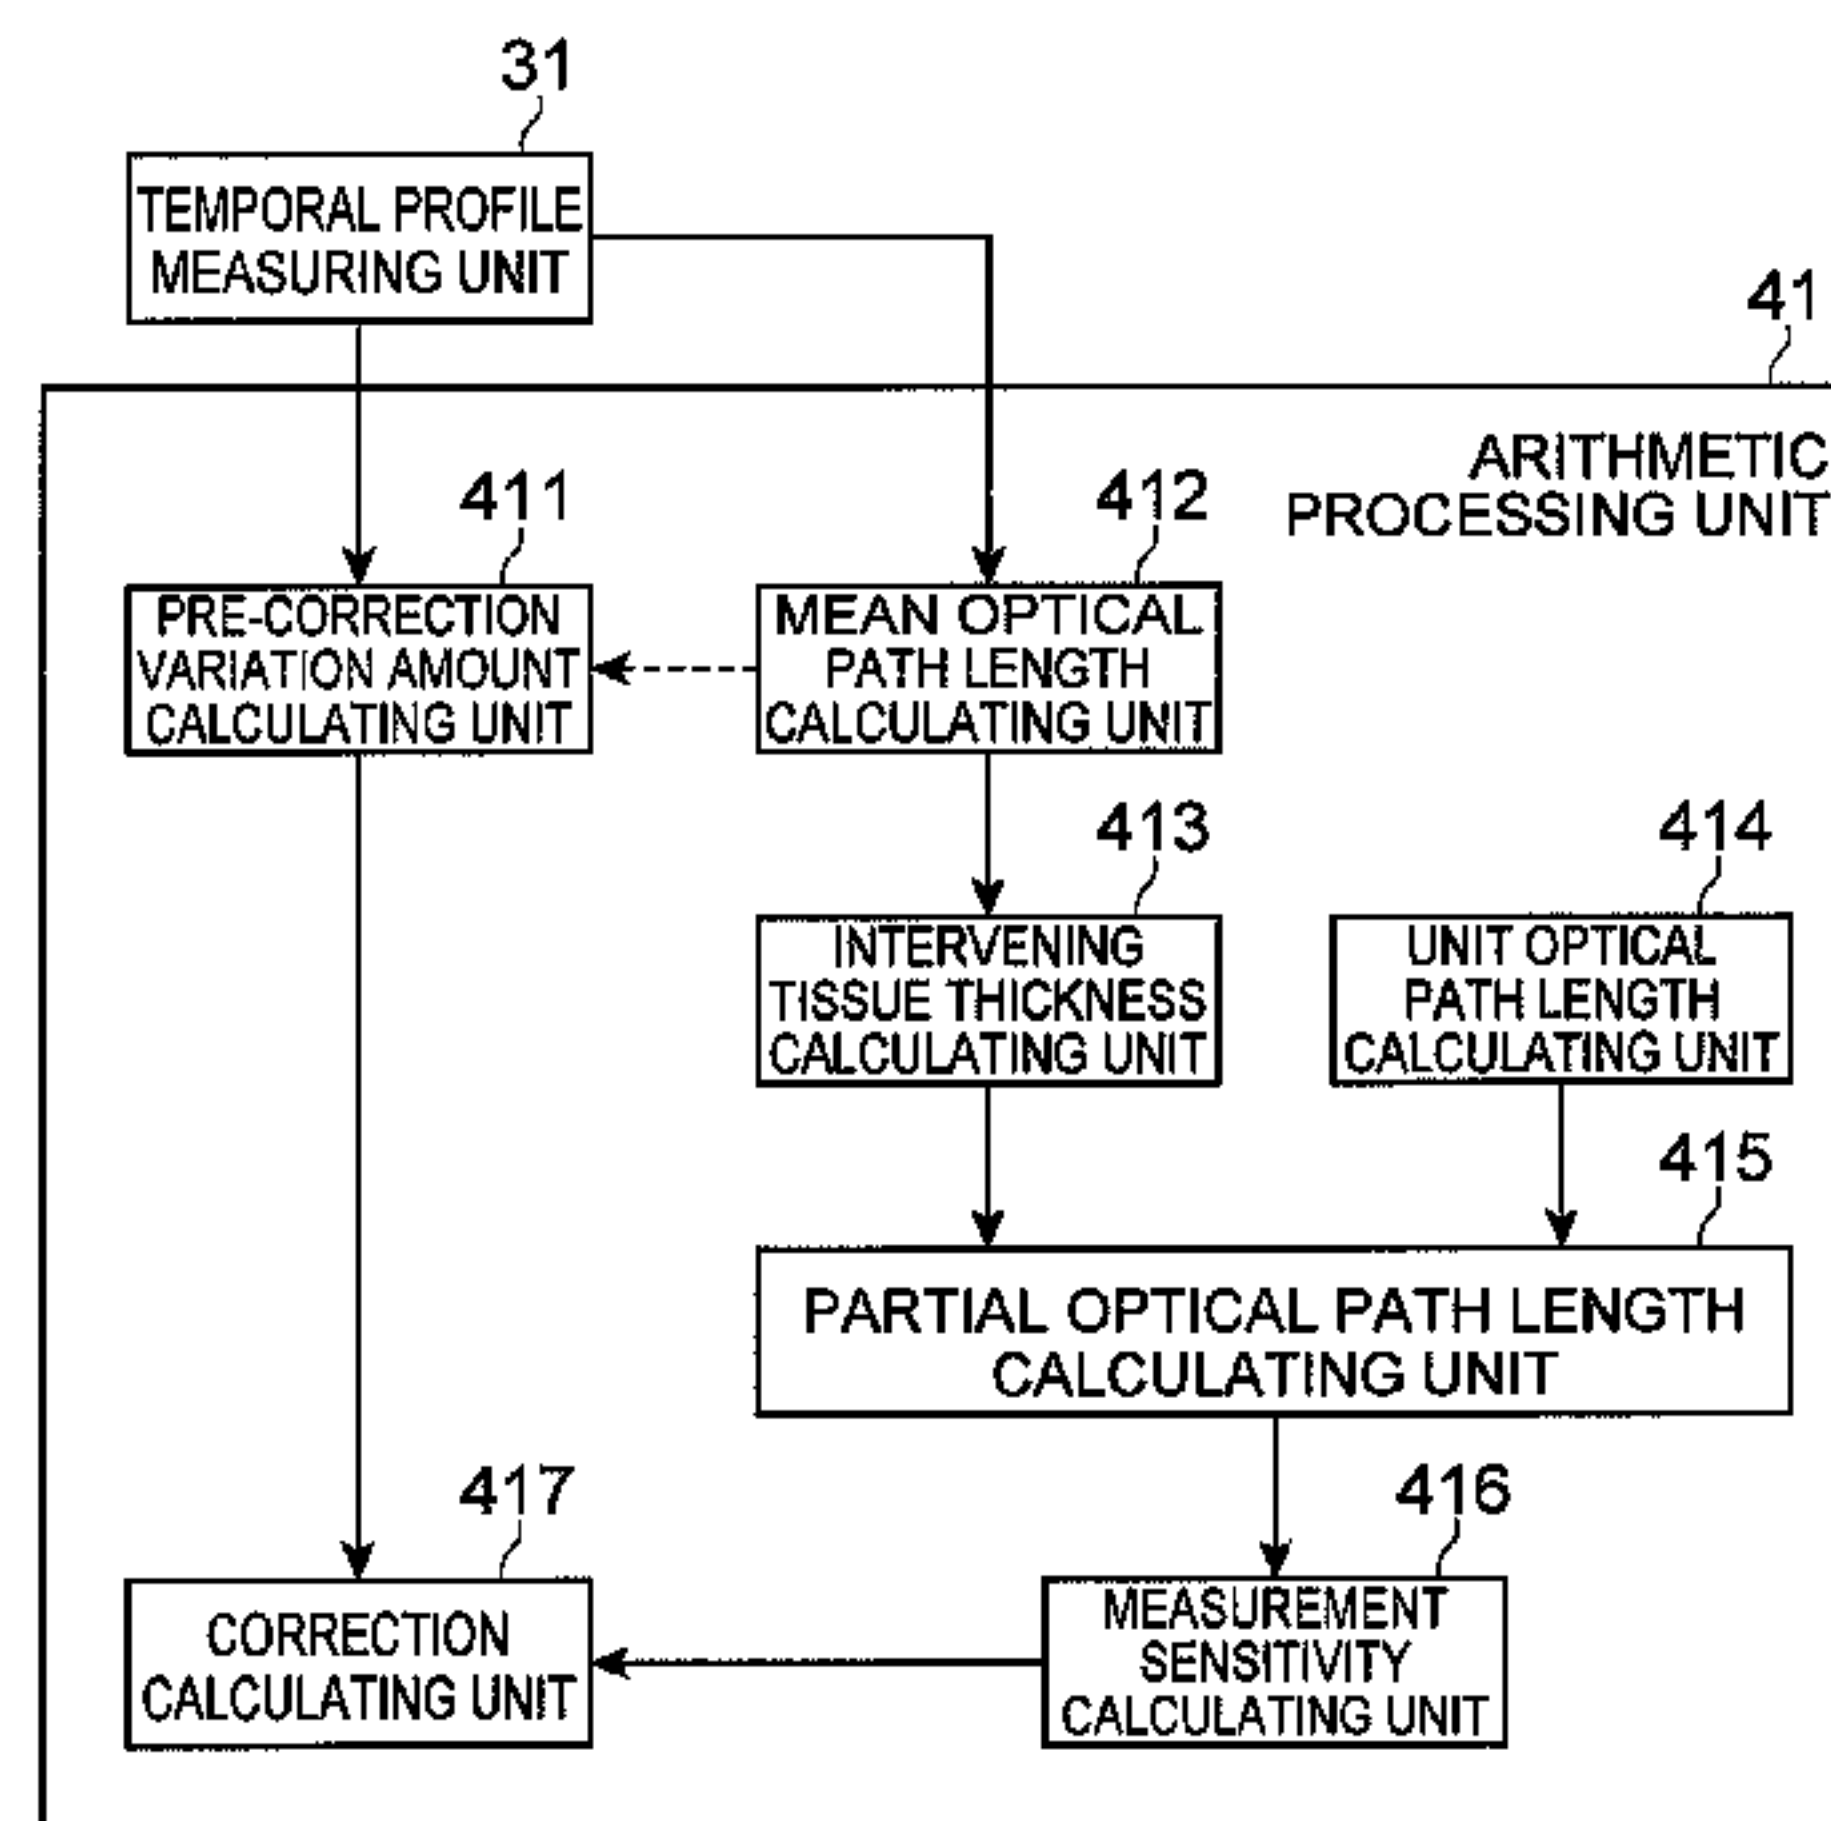 31
TEMPORAL PROFILE
MEASURING UNIT
41
ARITHMETIC
PROCESSING UNIT
411
PRE-CORRECTION
VARIATION AMOUNT
CALCULATING UNIT
412
MEAN OPTICAL
PATH LENGTH
CALCULATING UNIT
413
INTERVENING
TISSUE THICKNESS
CALCULATING UNIT
414
UNIT OPTICAL
PATH LENGTH
CALCULATING UNIT
415
PARTIAL OPTICAL PATH LENGTH
CALCULATING UNIT
417
CORRECTION
CALCULATING UNIT
416
MEASUREMENT
SENSITIVITY
CALCULATING UNIT